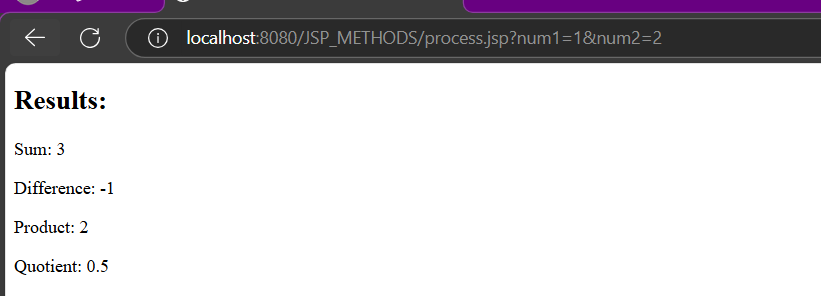 localhost:8080/JSP_METHODS/process.jsp?num1=1&num2=2
Results:
Sum: 3
Difference: -1
Product: 2
Quotient: 0.5